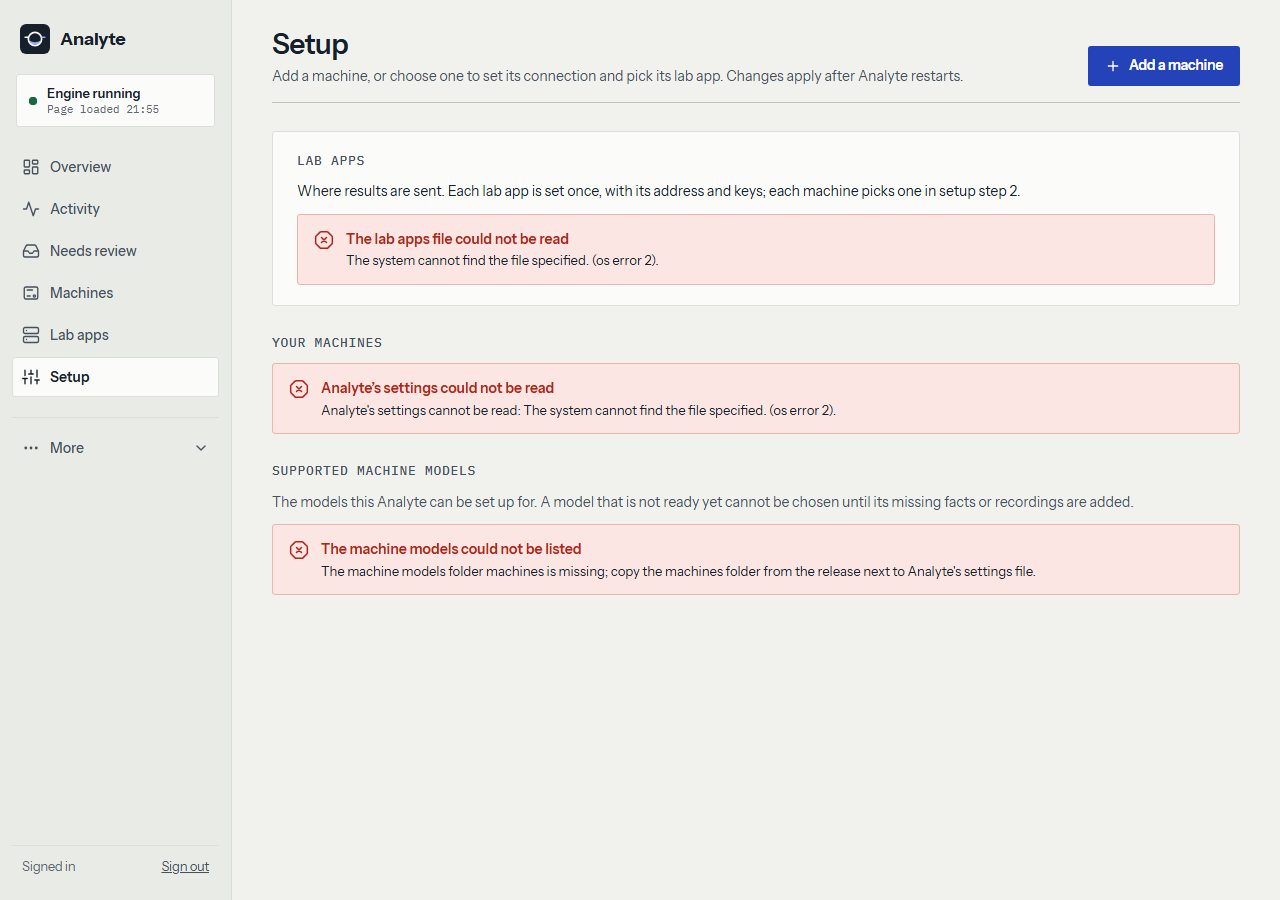 Analyte
Engine running
Page loaded 21:55
Overview
Activity
Needs review
Machines
Lab apps
Setup
More
Signed in
Sign out
Setup
Add a machine, or choose one to set its connection and pick its lab app. Changes apply after Analyte restarts.
Add a machine
LAB APPS
Where results are sent. Each lab app is set once, with its address and keys; each machine picks one in setup step 2.
The lab apps file could not be read
The system cannot find the file specified. (os error 2).
YOUR MACHINES
Analyte's settings could not be read
Analyte's settings cannot be read: The system cannot find the file specified. (os error 2).
SUPPORTED MACHINE MODELS
The models this Analyte can be set up for. A model that is not ready yet cannot be chosen until its missing facts or recordings are added.
The machine models could not be listed
The machine models folder machines is missing; copy the machines folder from the release next to Analyte's settings file.